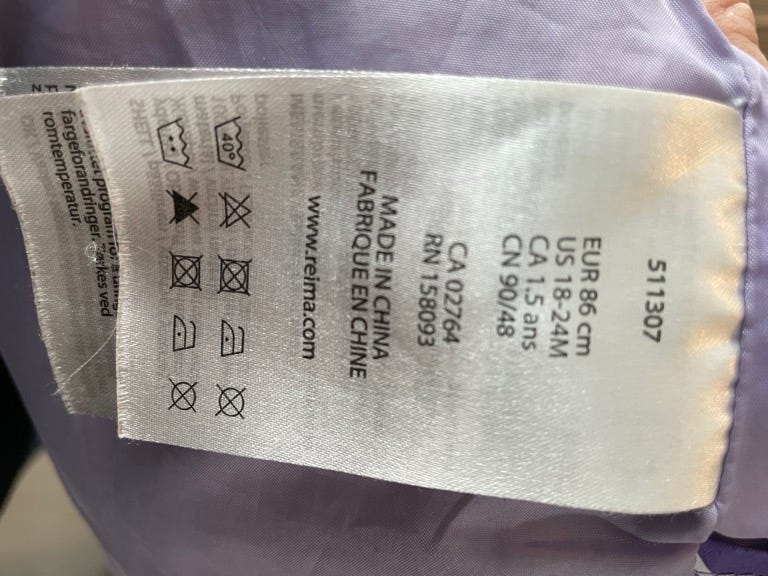 511307
EUR 86 cm
US 18-24M
CA 1.5 ans
CN 90/48
CA 02764
RN 158093
MADE IN CHINA
FABRIQUE EN CHINE
www.reima.com
40°
fargeforandringer.
romtemperatur.